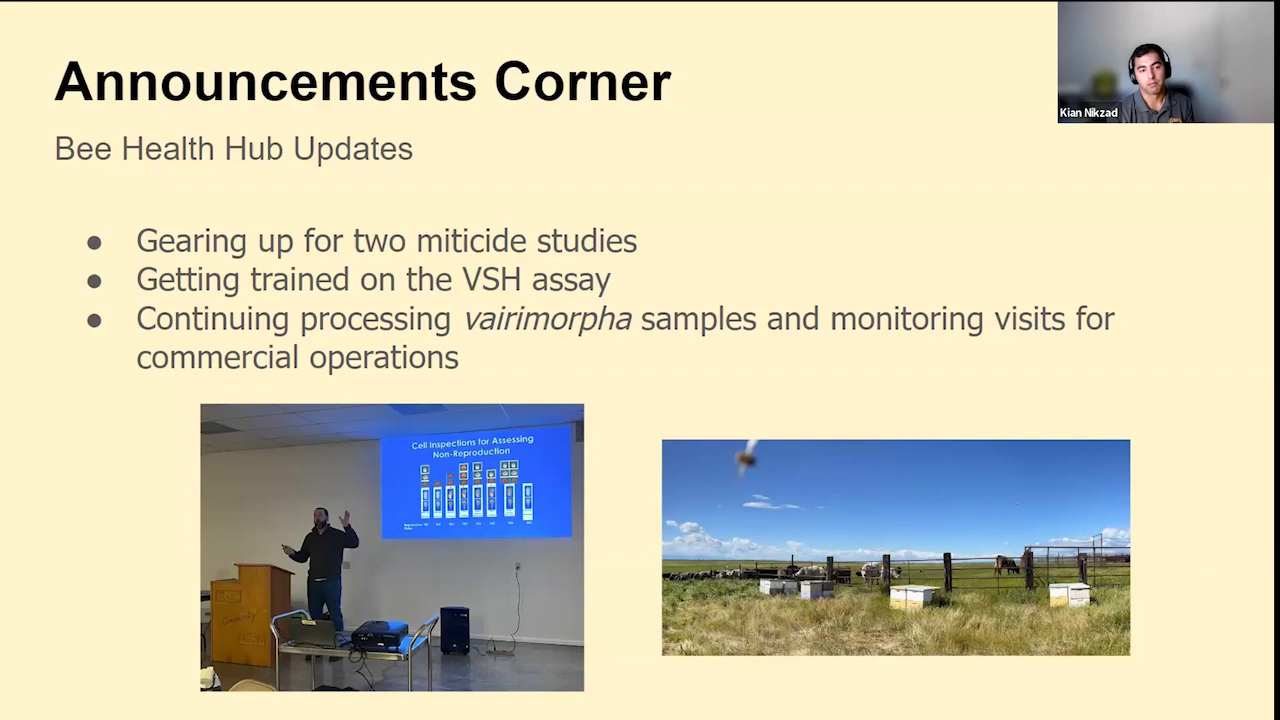 Announcements Corner
Kian Nikzad
Bee Health Hub Updates
● Gearing up for two miticide studies
● Getting trained on the VSH assay
● Continuing processing vairimorpha samples and monitoring visits for
commercial operations
Cell Inspections for Assessing
Non-Reproduction